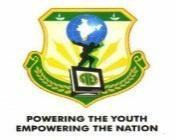 POWERING THE YOUTH
EMPOWERING THE NATION